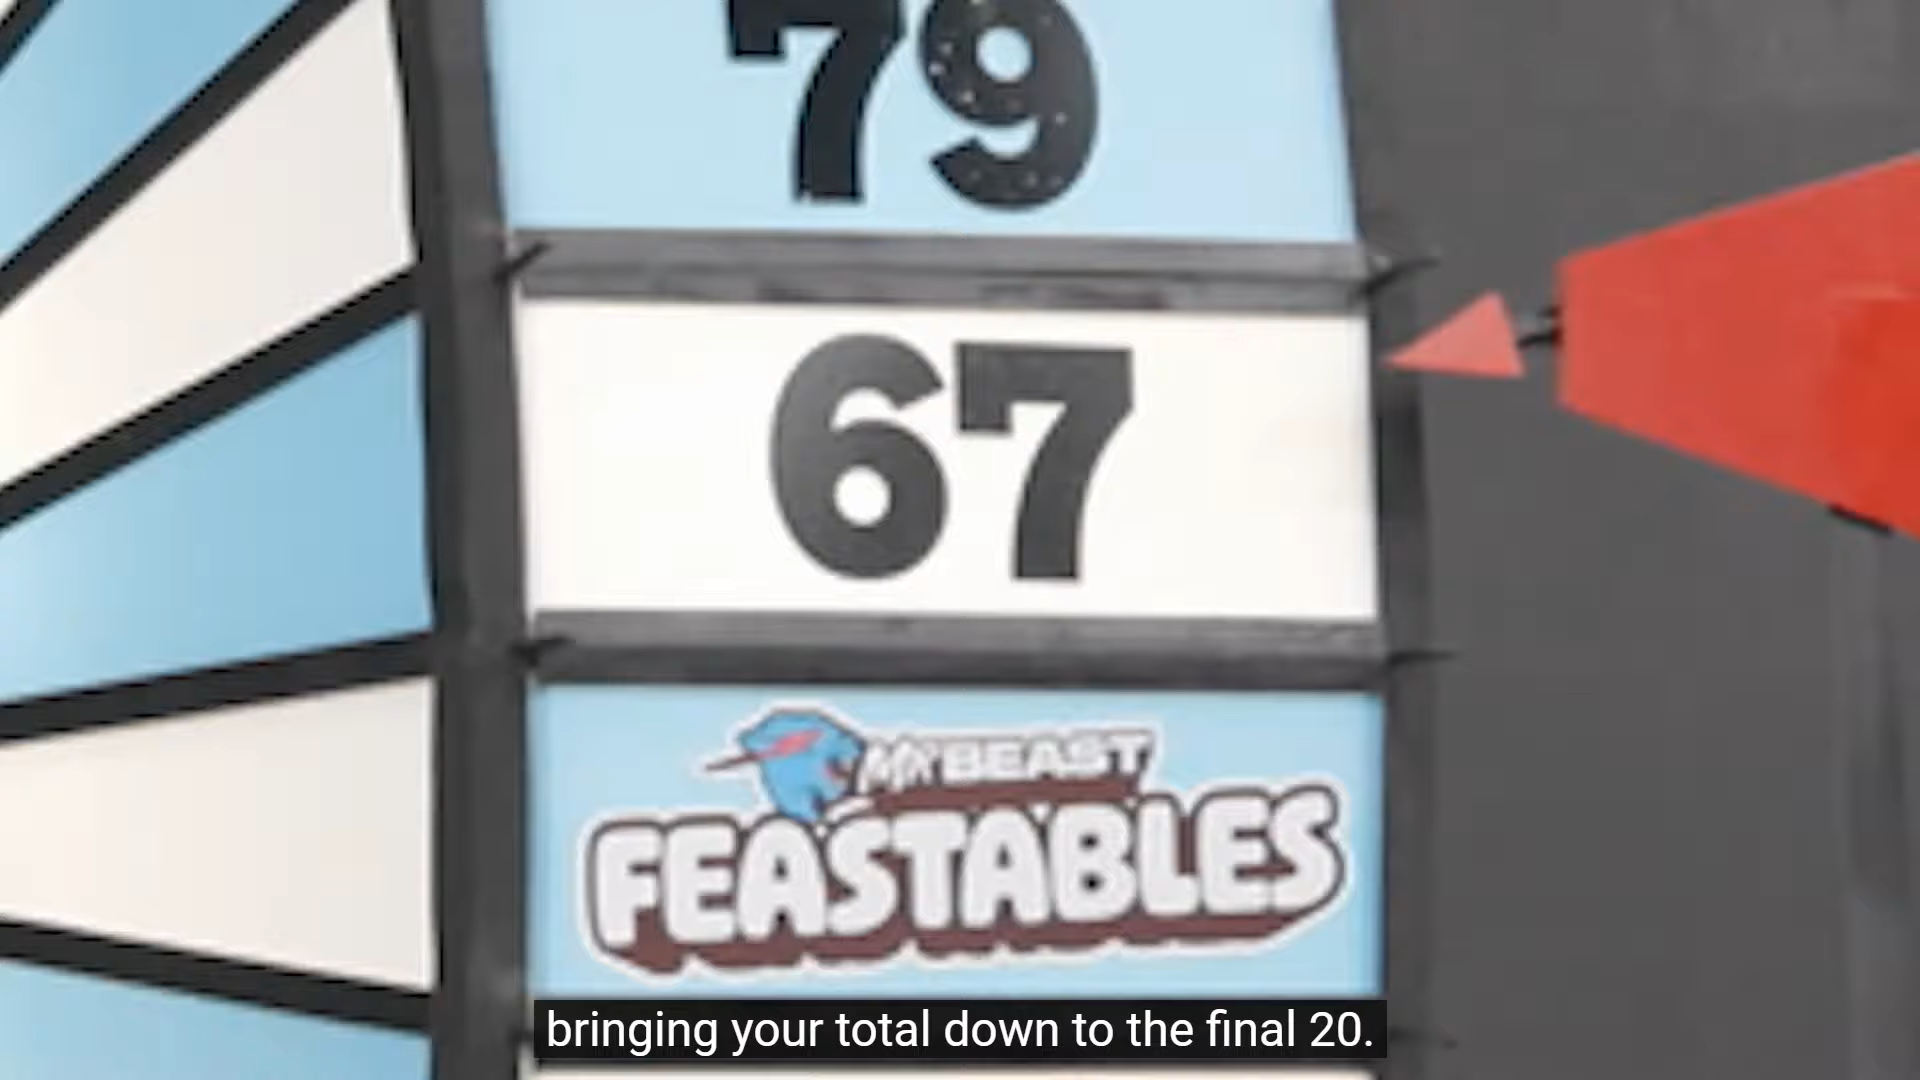 79
67
MRBEAST
FEASTABLES
bringing your total down to the final 20.